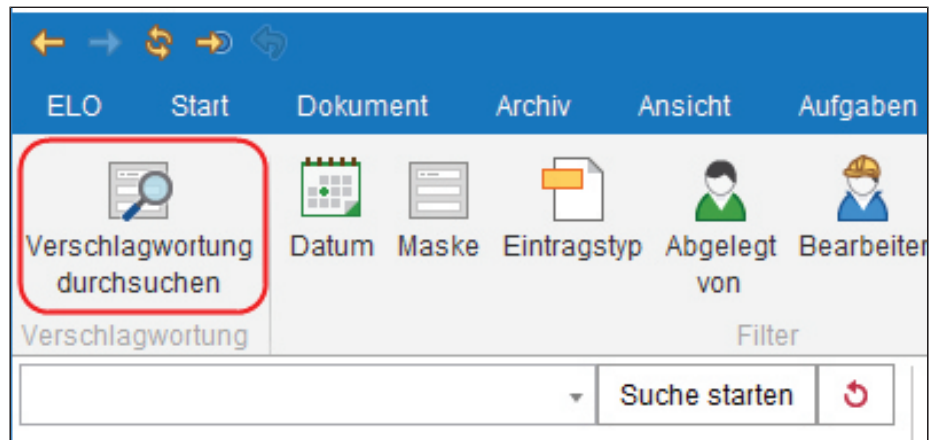 ELO Start Dokument Archiv Ansicht Aufgaben
Verschlagwortung durchsuchen
Datum Maske Eintragstyp Abgelegt von Bearbeiter
Verschlagwortung Filter
Suche starten